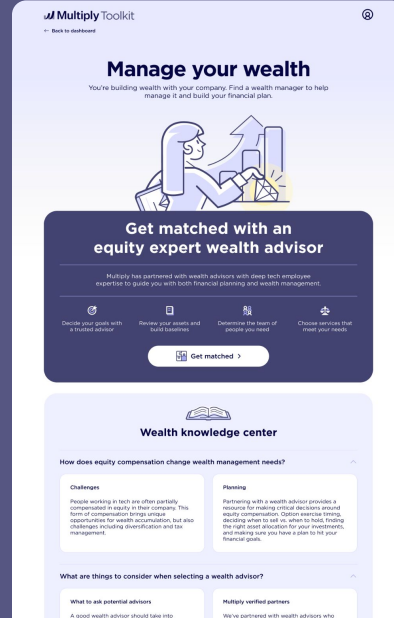 Multiply Toolkit
← Back to dashboard
Manage your wealth
You're building wealth with your company. Find a wealth manager to help
manage it and build your financial plan.
Get matched with an
equity expert wealth advisor
Multiply has partnered with wealth advisors with deep tech employee
expertise to guide you with both financial planning and wealth management.
Decide your goals with
a trusted advisor
Review your assets and
build baselines
Determine the team of
people you need
Choose services that
meet your needs
Get matched >
Wealth knowledge center
How does equity compensation change wealth management needs?
Challenges
People working in tech are often partially
compensated in equity in their company. This
form of compensation brings unique
opportunities for wealth accumulation, but also
challenges including diversification and tax
management.
Planning
Partnering with a wealth advisor provides a
resource for making critical decisions around
equity compensation. Option exercise timing,
deciding when to sell vs. when to hold, finding
the right asset allocation for your investments,
and making sure you have a plan to hit your
financial goals.
What are things to consider when selecting a wealth advisor?
What to ask potential advisors
A good wealth advisor should take into
Multiply verified partners
We've partnered with wealth advisors who